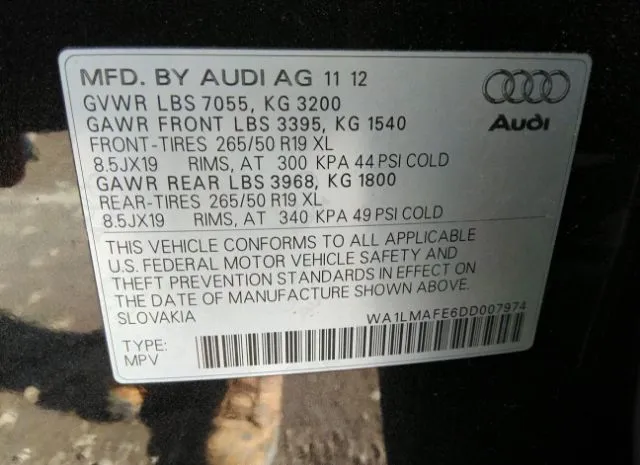 MFD. BY AUDI AG 11 12
GVWR LBS 7055, KG 3200
GAWR FRONT LBS 3395, KG 1540
FRONT-TIRES 265/50 R19 XL
8.5JX19 RIMS, AT 300 KPA 44 PSI COLD
GAWR REAR LBS 3968, KG 1800
REAR-TIRES 265/50 R19 XL
8.5JX19 RIMS, AT 340 KPA 49 PSI COLD
Audi
THIS VEHICLE CONFORMS TO ALL APPLICABLE
U.S. FEDERAL MOTOR VEHICLE SAFETY AND
THEFT PREVENTION STANDARDS IN EFFECT ON
THE DATE OF MANUFACTURE SHOWN ABOVE.
SLOVAKIA
WA1LMAFE6DD007974
TYPE:
MPV